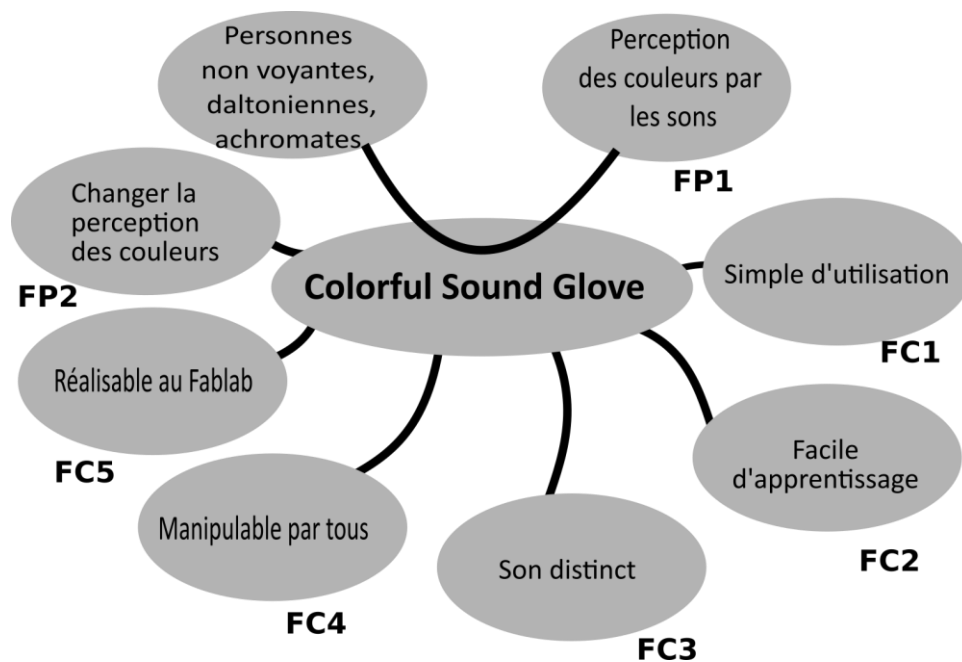 Personnes
non voyantes,
daltoniennes,
achromates
Perception
des couleurs par
les sons
FP1
Changer la
perception
des couleurs
FP2
Colorful Sound Glove
Simple d'utilisation
FC1
Réalisable au Fablab
FC5
Facile
d'apprentissage
FC2
Manipulable par tous
FC4
Son distinct
FC3